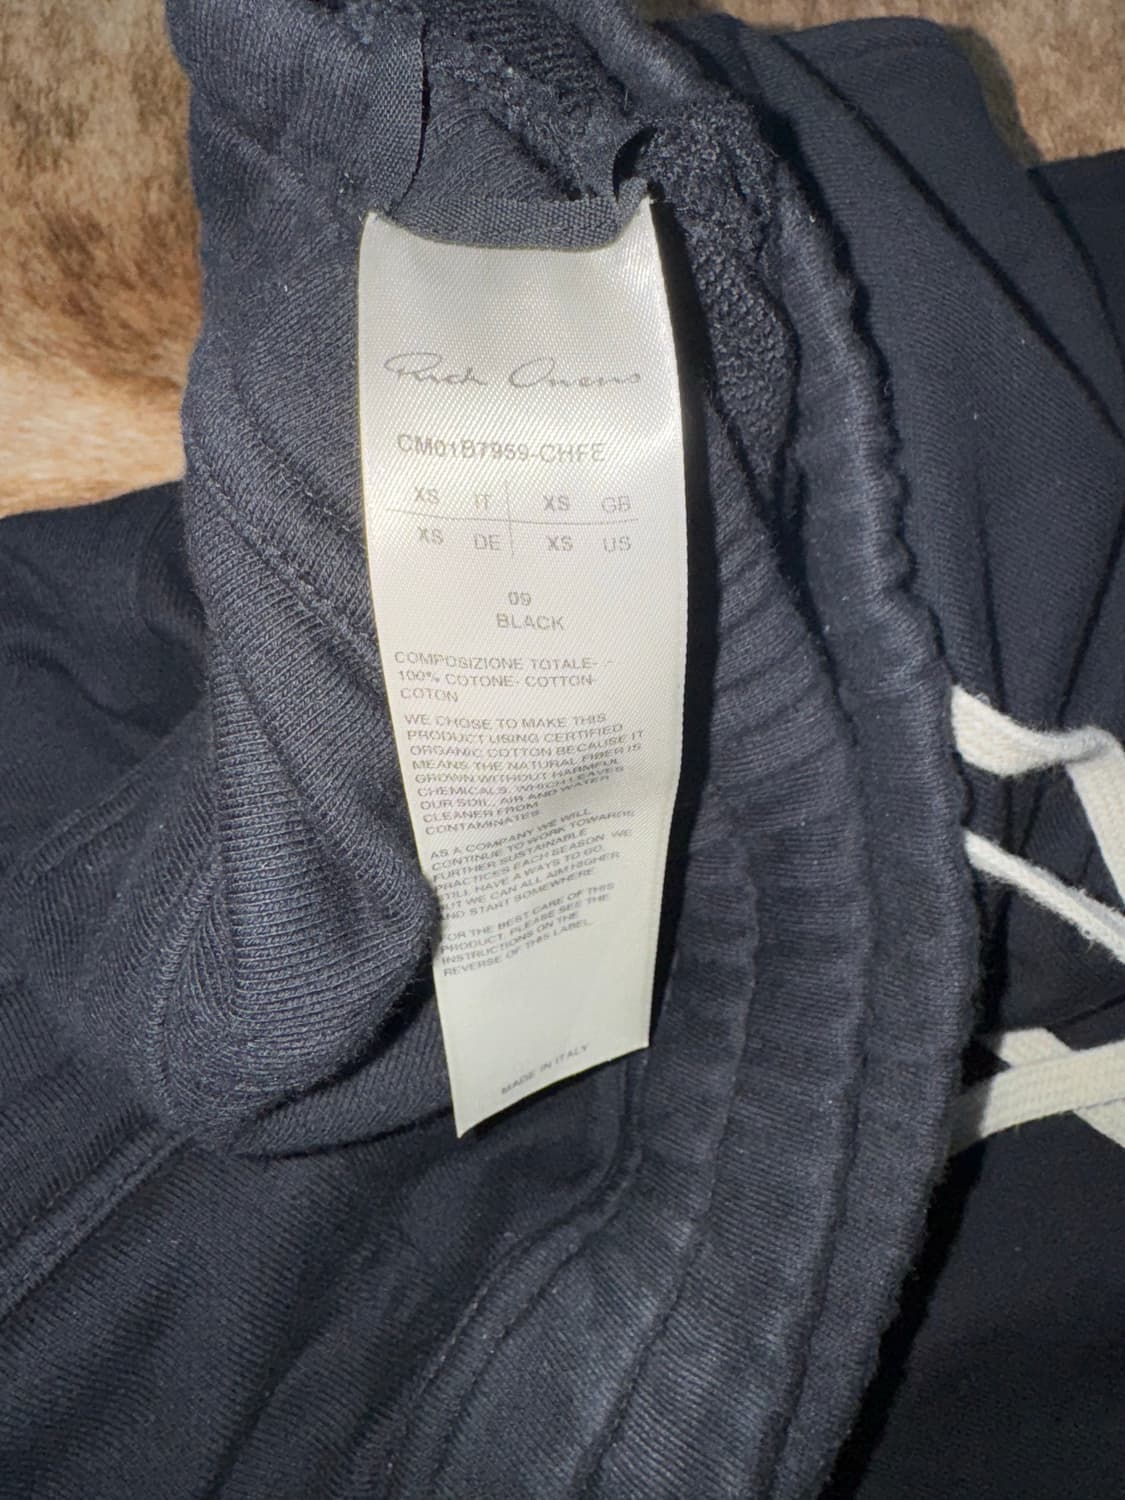 Rick Owens
CM01B7959-CHFE
XS IT XS GB
XS DE XS US
09
BLACK
COMPOSIZIONE TOTALE- -
100% COTONE- COTTON-
COTON
WE CHOSE TO MAKE THIS
PRODUCT USING CERTIFIED
ORGANIC COTTON BECAUSE IT
MEANS THE NATURAL FIBER IS
GROWN WITHOUT HARMFUL
CHEMICALS, WHICH LEAVES
OUR SOIL, AIR AND WATER
CLEANER FROM
CONTAMINATES.
AS A COMPANY WE WILL
CONTINUE TO WORK TOWARDS
FURTHER SUSTAINABLE
PRACTICES EACH SEASON. WE
STILL HAVE A WAYS TO GO,
BUT WE CAN ALL AIM HIGHER
AND START SOMEWHERE
FOR THE BEST CARE OF THIS
PRODUCT, PLEASE SEE THE
INSTRUCTIONS ON THE
REVERSE OF THIS LABEL.
MADE IN ITALY